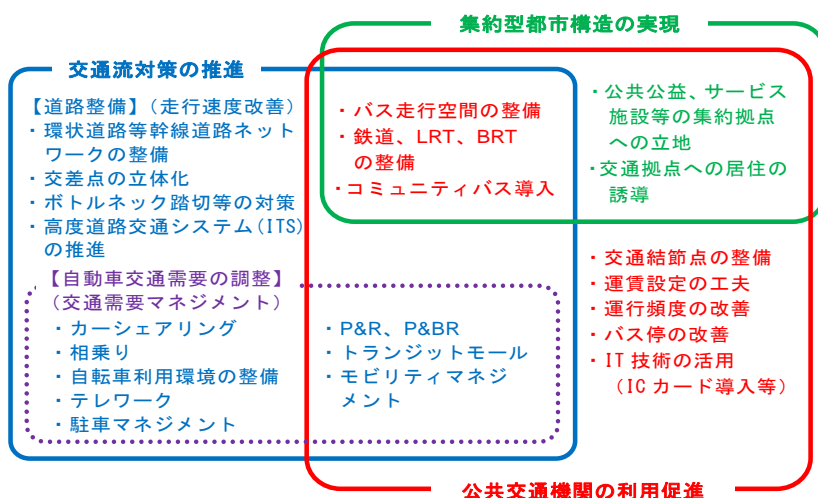 集約型都市構造の実現
交通流対策の推進
【道路整備】（走行速度改善）
・環状道路等幹線道路ネット
ワークの整備
・交差点の立体化
・ボトルネック踏切等の対策
・高度道路交通システム(ITS)
の推進
【自動車交通需要の調整】
（交通需要マネジメント）
・カーシェアリング
・相乗り
・自転車利用環境の整備
・テレワーク
・駐車マネジメント
・バス走行空間の整備
・鉄道、LRT、BRT
の整備
・コミュニティバス導入
・P&R、P&BR
・トランジットモール
・モビリティマネジ
メント
・公共公益、サービス
施設等の集約拠点
への立地
・交通拠点への居住の
誘導
・交通結節点の整備
・運賃設定の工夫
・運行頻度の改善
・バス停の改善
・IT技術の活用
（ICカード導入等）
公共交通機関の利用促進